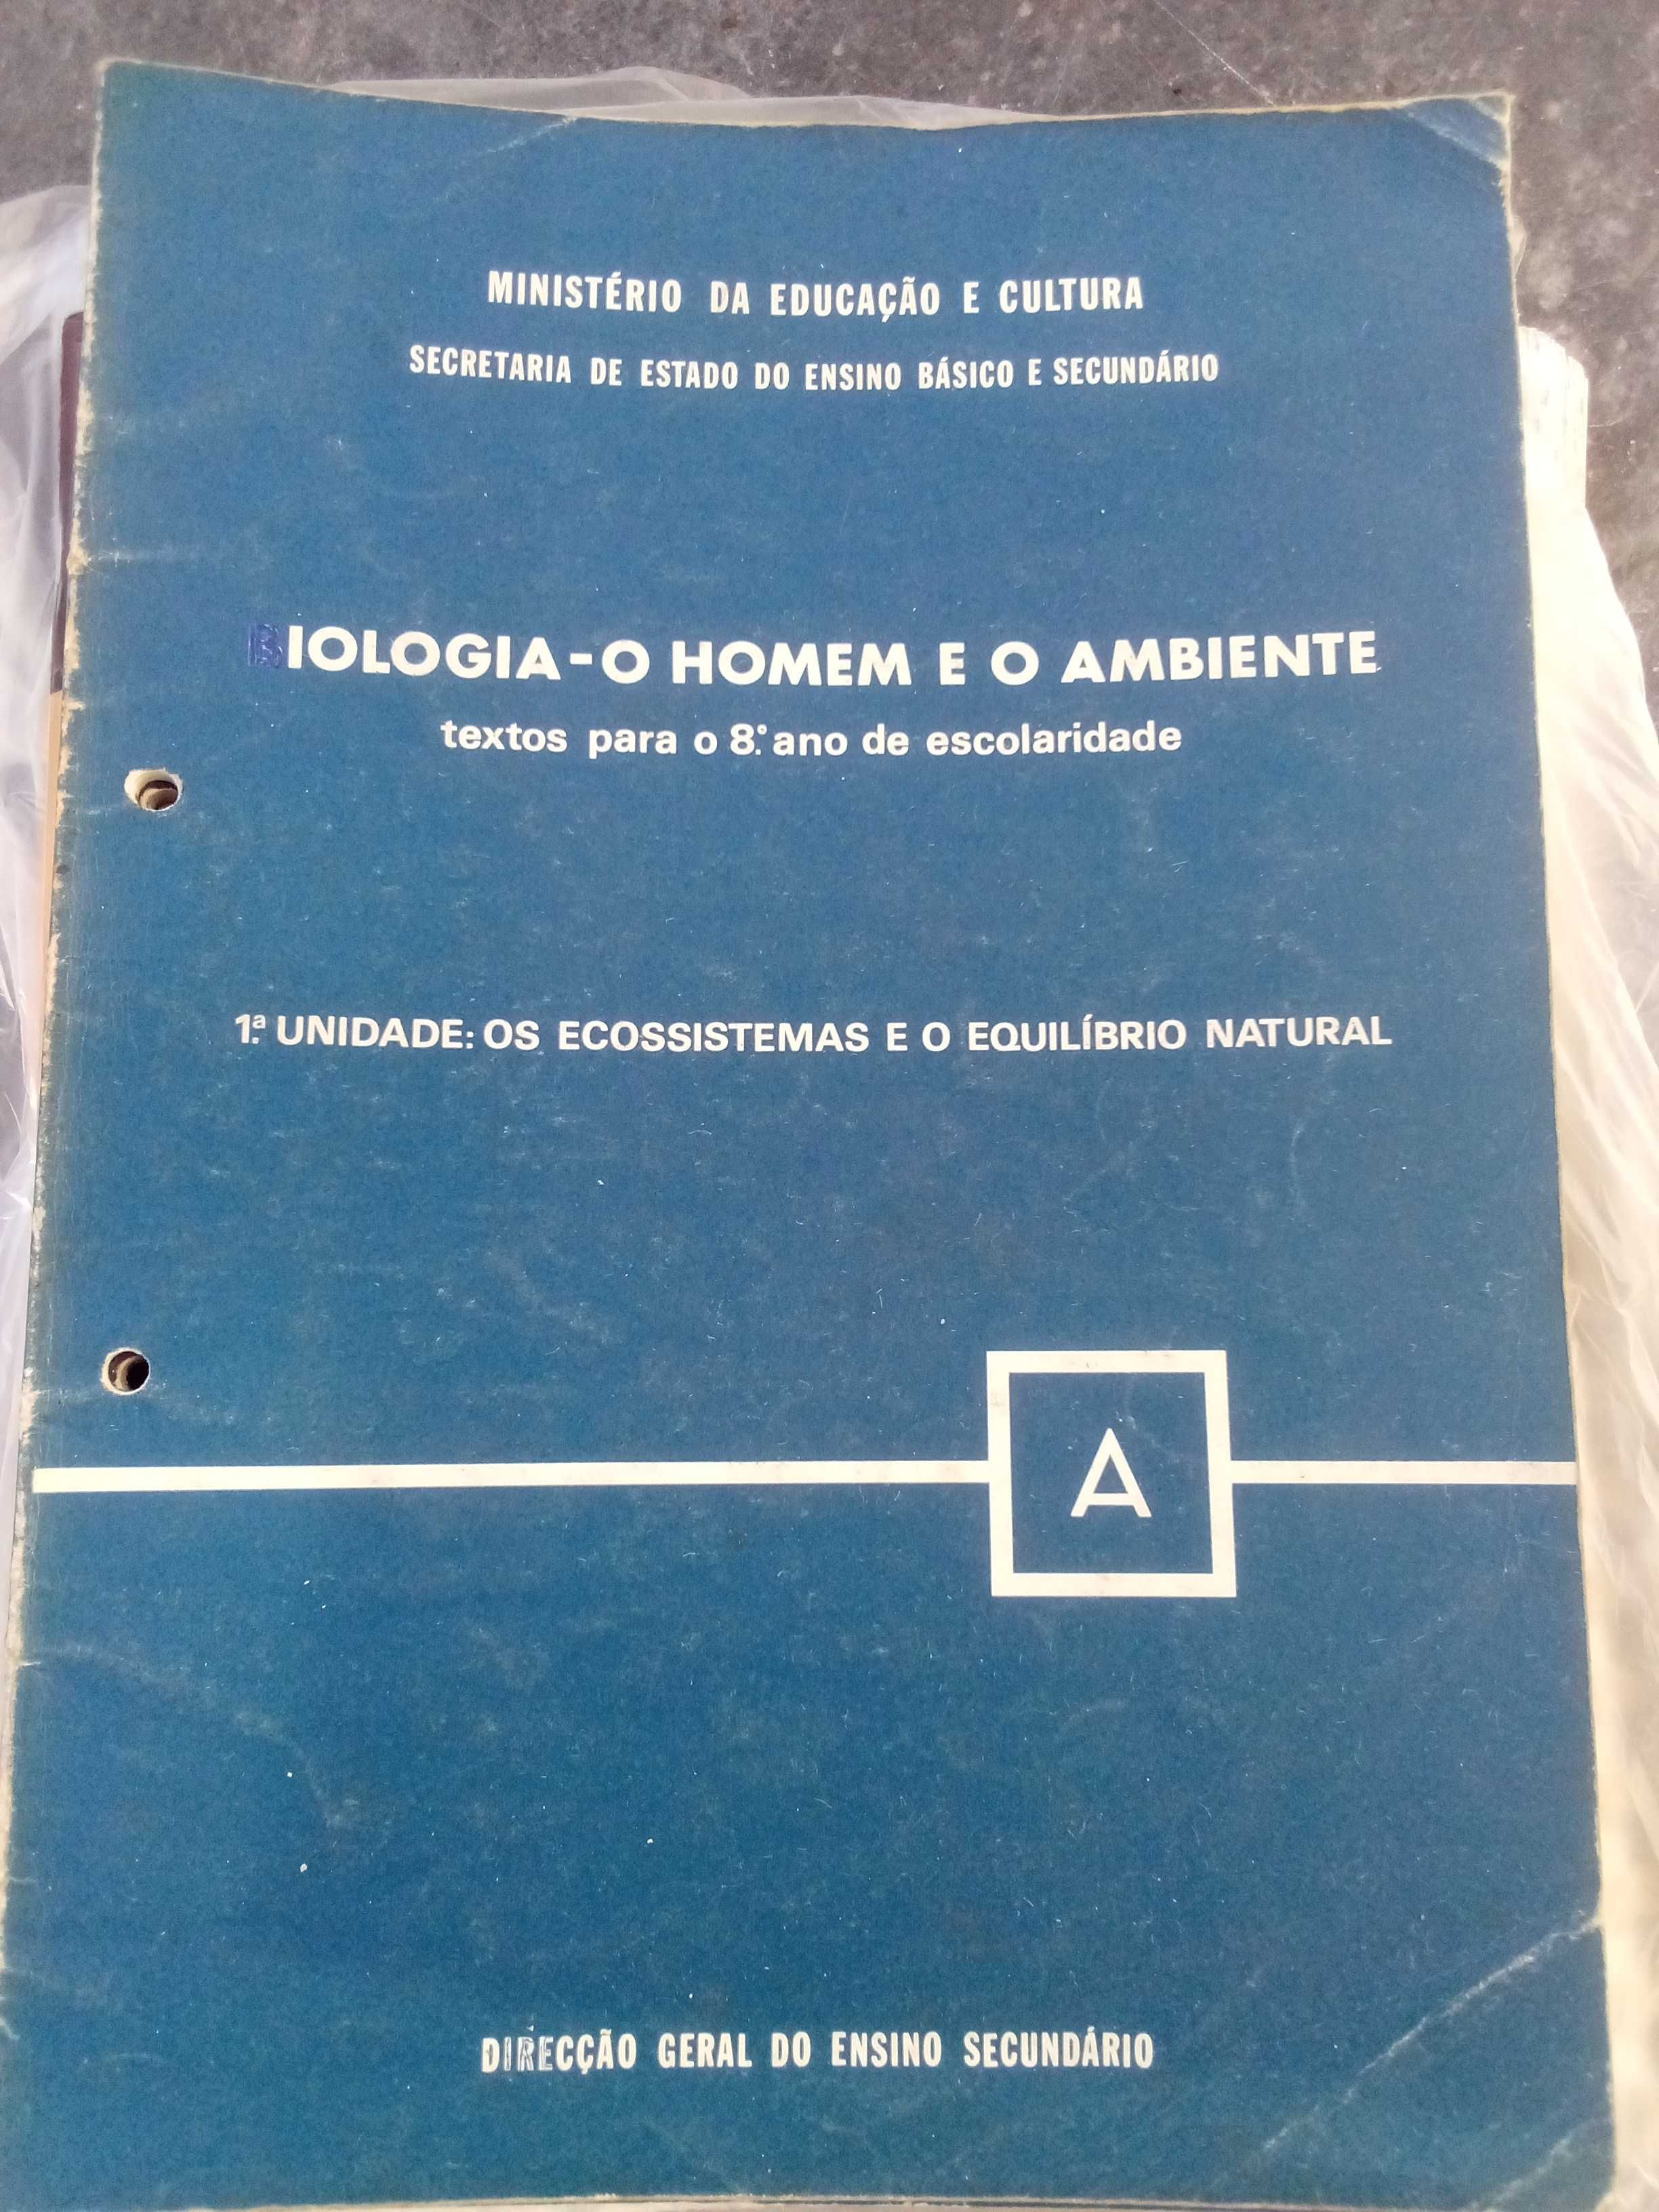 MINISTÉRIO DA EDUCAÇÃO E CULTURA
SECRETARIA DE ESTADO DO ENSINO BÁSICO E SECUNDÁRIO
BIOLOGIA-O HOMEM E O AMBIENTE
textos para o 8.º ano de escolaridade
1.ª UNIDADE: OS ECOSSISTEMAS E O EQUILÍBRIO NATURAL
A
DIRECÇÃO GERAL DO ENSINO SECUNDÁRIO